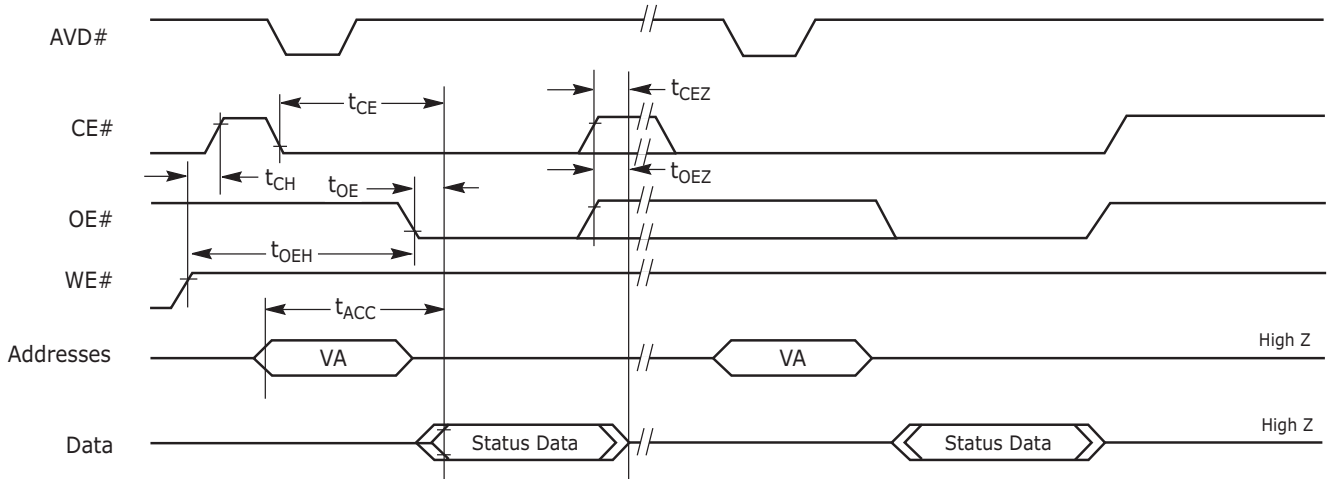 AVD#
tCEZ
tCE
CE#
tCH
tOE
tOEZ
OE#
tOEH
WE#
tACC
Addresses
VA
VA
High Z
Data
Status Data
Status Data
High Z